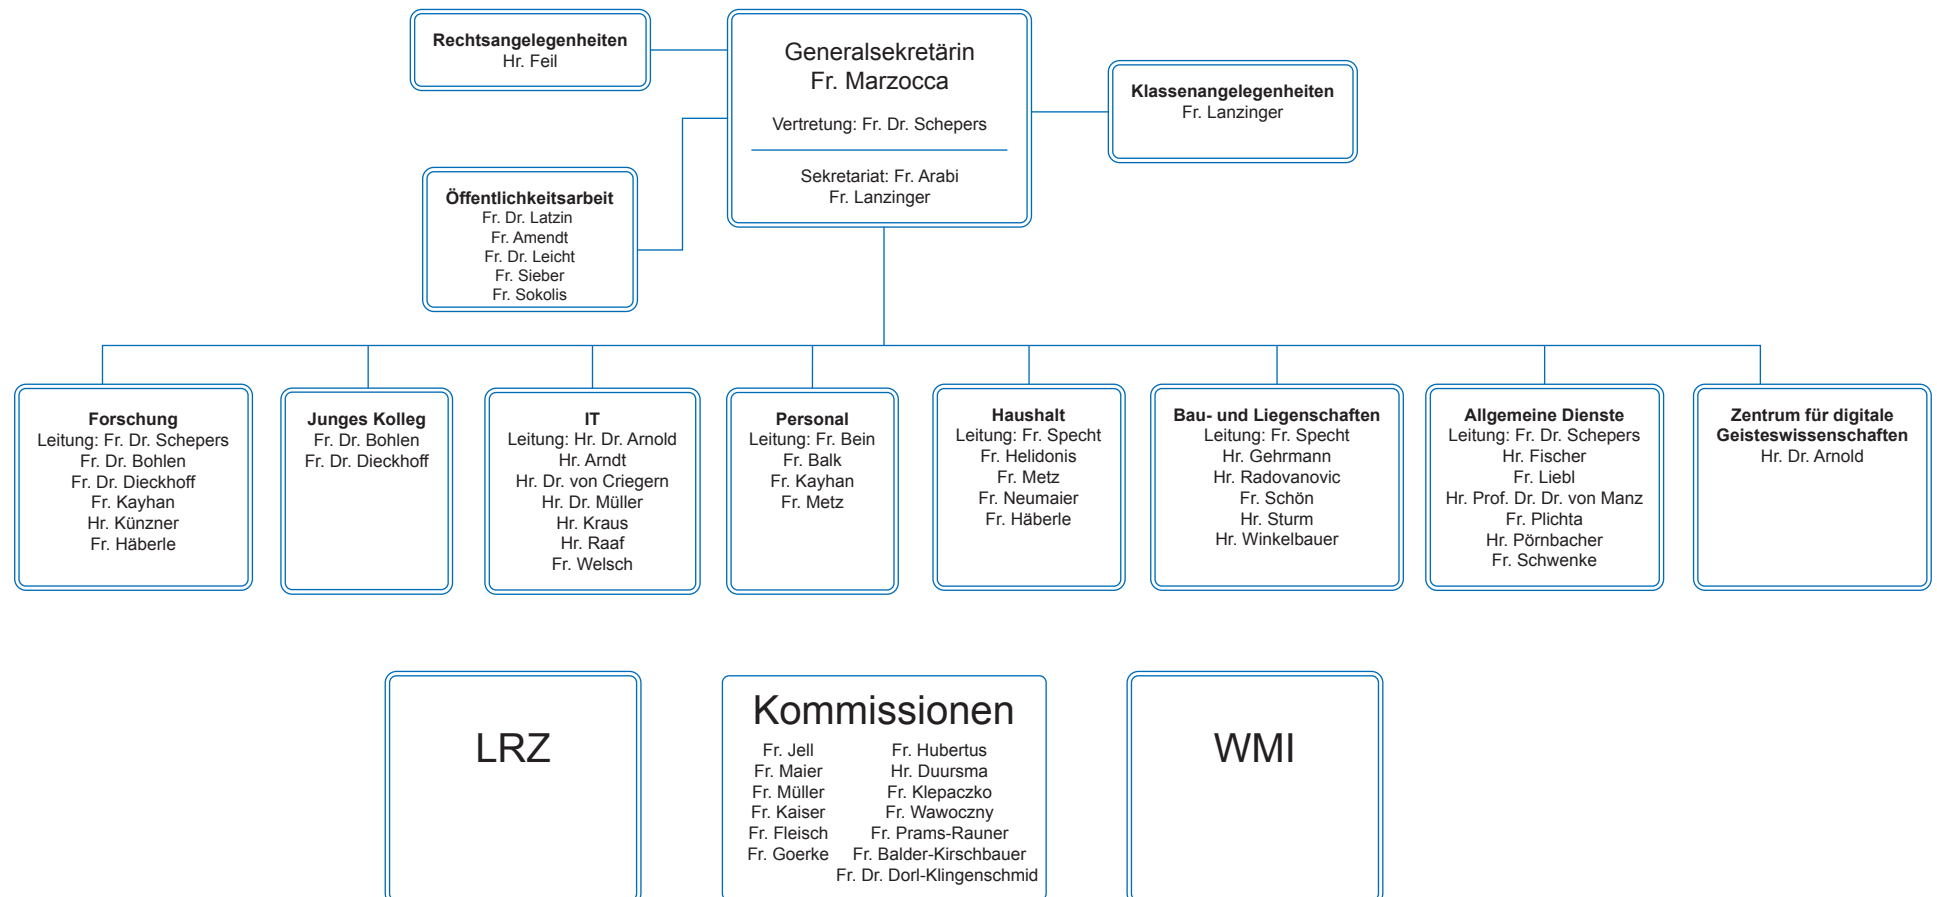 Rechtsangelegenheiten
Hr. Feil
Generalsekretärin
Fr. Marzocca
Vertretung: Fr. Dr. Schepers
Sekretariat: Fr. Arabi
Fr. Lanzinger
Klassenangelegenheiten
Fr. Lanzinger
Öffentlichkeitsarbeit
Fr. Dr. Latzin
Fr. Amendt
Fr. Dr. Leicht
Fr. Sieber
Fr. Sokolis
Forschung
Leitung: Fr. Dr. Schepers
Fr. Dr. Bohlen
Fr. Dr. Dieckhoff
Fr. Kayhan
Hr. Künzner
Fr. Häberle
Junges Kolleg
Fr. Dr. Bohlen
Fr. Dr. Dieckhoff
IT
Leitung: Hr. Dr. Arnold
Hr. Arndt
Hr. Dr. von Criegern
Hr. Dr. Müller
Hr. Kraus
Hr. Raaf
Fr. Welsch
Personal
Leitung: Fr. Bein
Fr. Balk
Fr. Kayhan
Fr. Metz
Haushalt
Leitung: Fr. Specht
Fr. Helidonis
Fr. Metz
Fr. Neumaier
Fr. Häberle
Bau- und Liegenschaften
Leitung: Fr. Specht
Hr. Gehrmann
Hr. Radovanovic
Fr. Schön
Hr. Sturm
Hr. Winkelbauer
Allgemeine Dienste
Leitung: Fr. Dr. Schepers
Hr. Fischer
Fr. Liebl
Hr. Prof. Dr. Dr. von Manz
Fr. Plichta
Hr. Pörnbacher
Fr. Schwenke
Zentrum für digitale
Geisteswissenschaften
Hr. Dr. Arnold
LRZ
Kommissionen
Fr. Jell
Fr. Maier
Fr. Müller
Fr. Kaiser
Fr. Fleisch
Fr. Goerke
Fr. Hubertus
Hr. Duursma
Fr. Klepaczko
Fr. Wawoczny
Fr. Prams-Rauner
Fr. Balder-Kirschbauer
Fr. Dr. Dorl-Klingenschmid
WMI